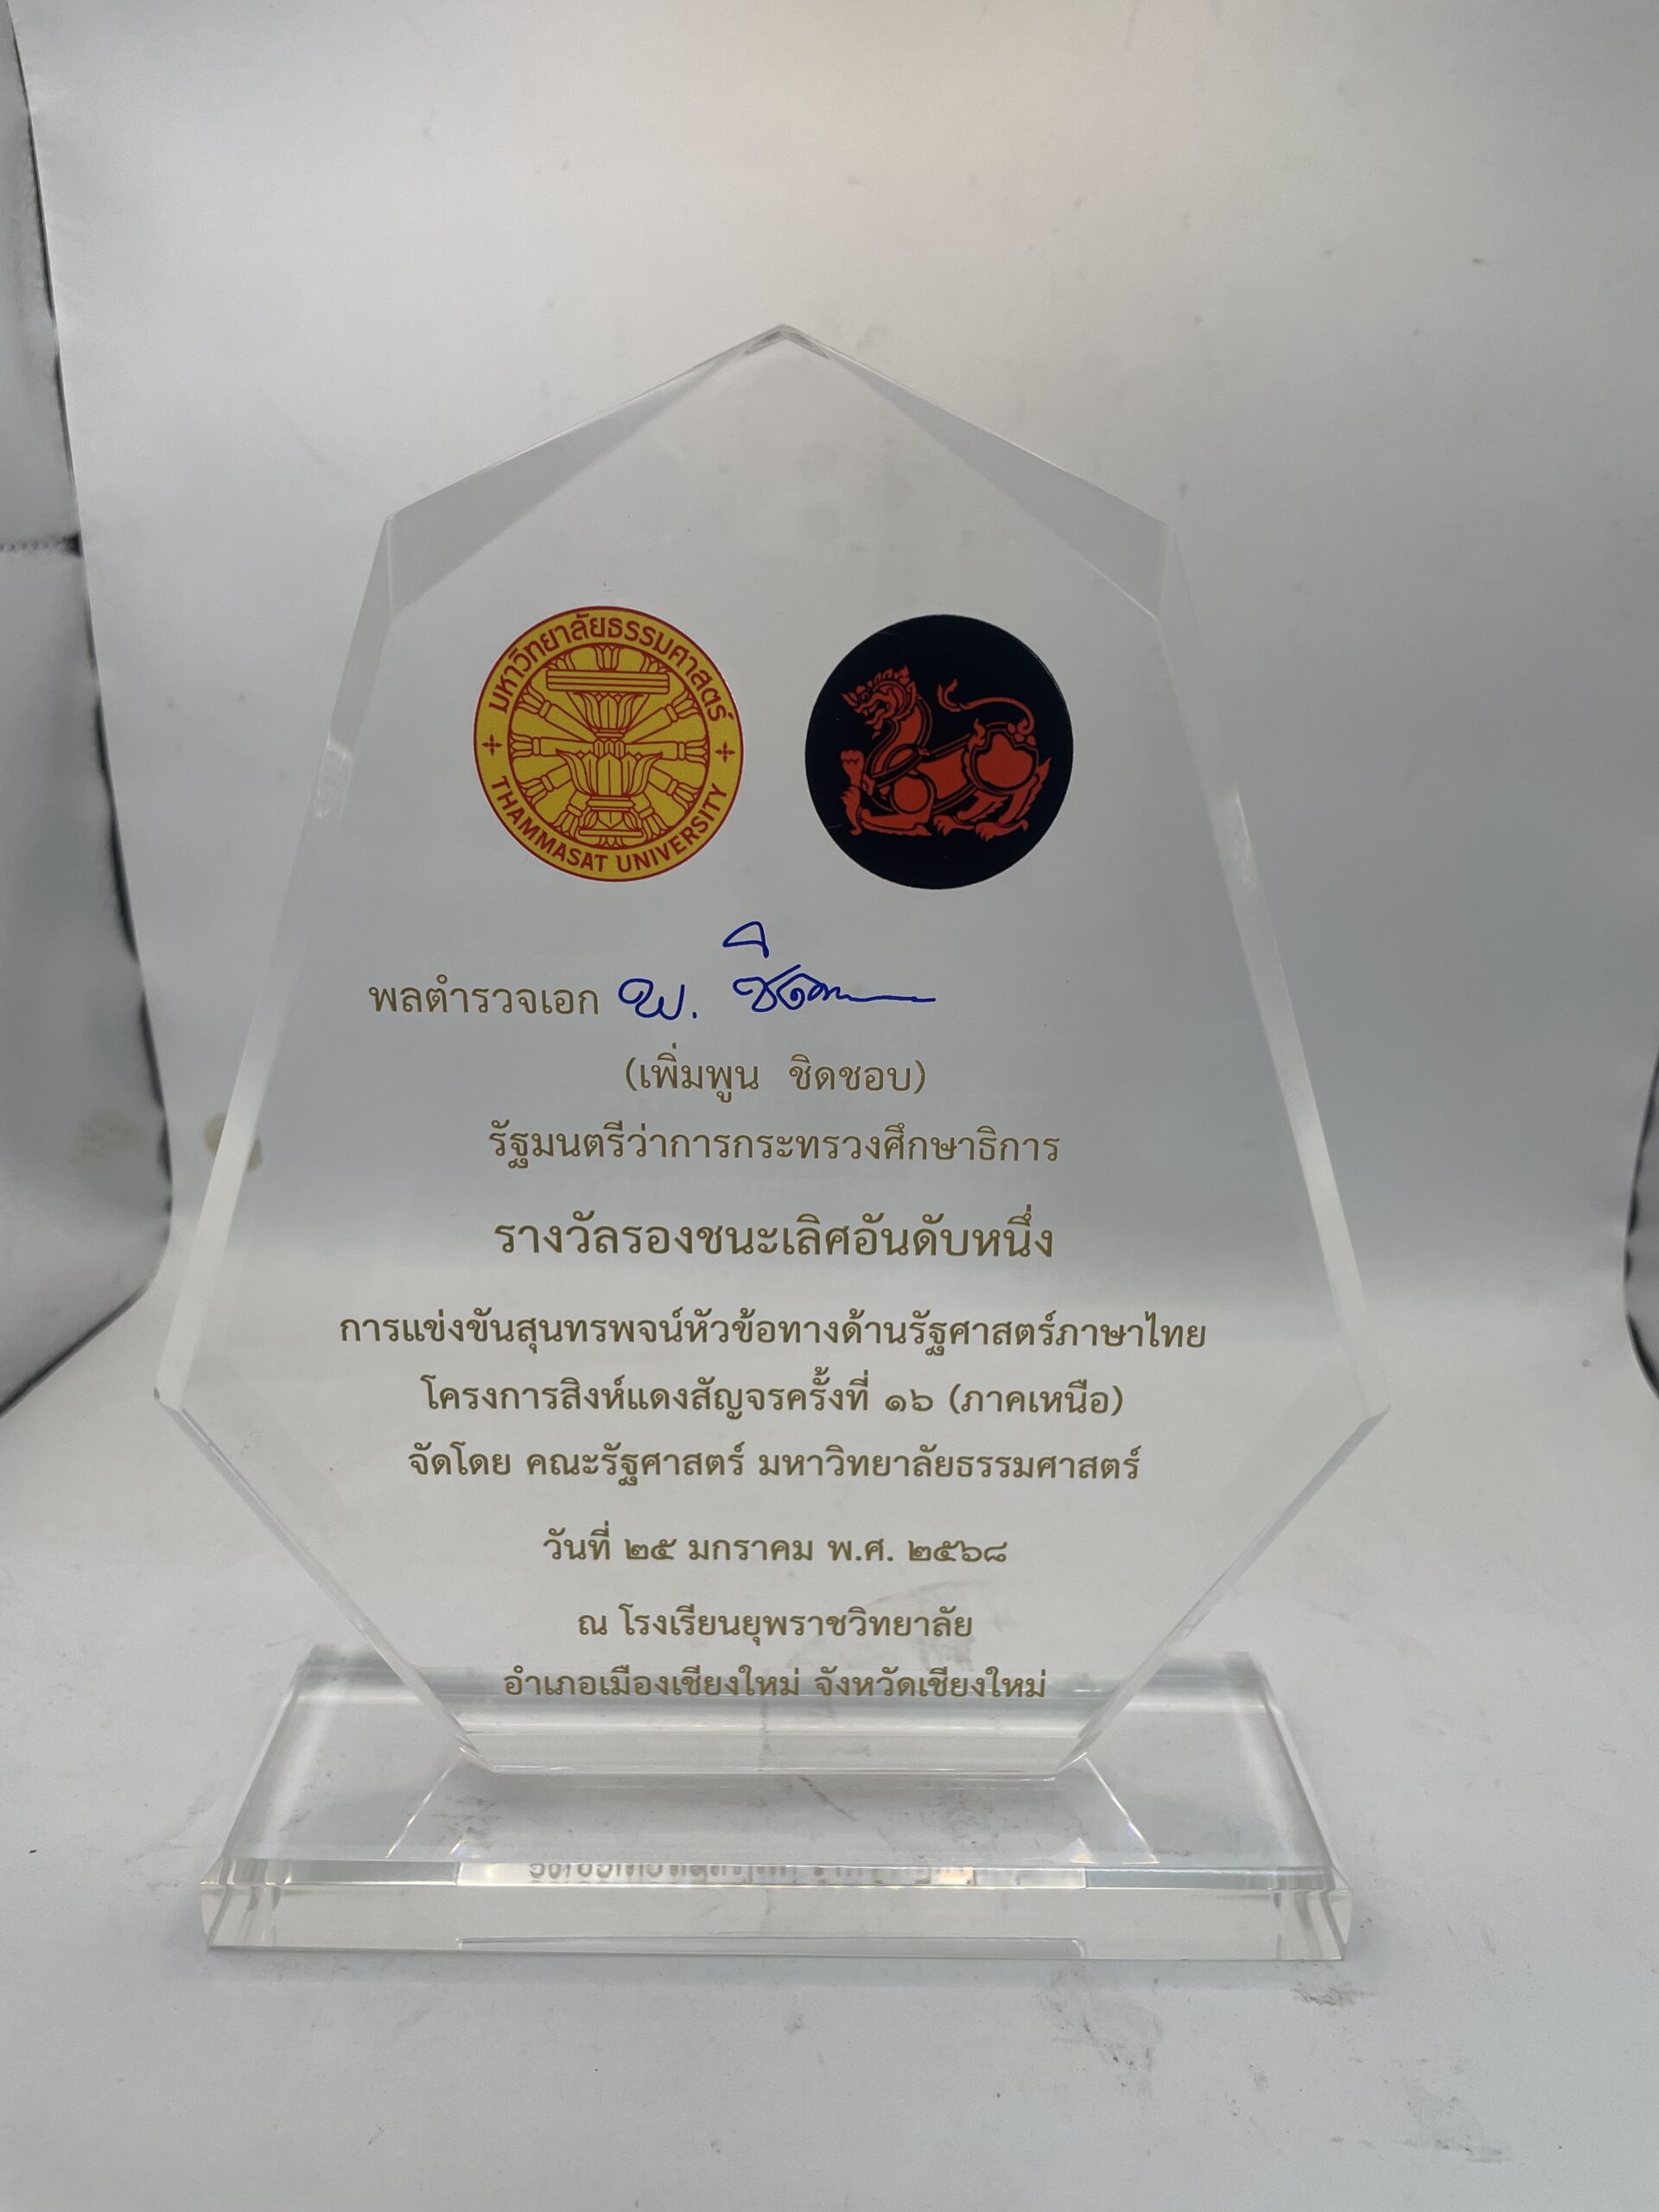 มหาวิทยาลัยธรรมศาสตร์
THAMMASAT UNIVERSITY
พลตำรวจเอก พ.
(เพิ่มพูน ชิดชอบ)
รัฐมนตรีว่าการกระทรวงศึกษาธิการ
รางวัลรองชนะเลิศอันดับหนึ่ง
การแข่งขันสุนทรพจน์หัวข้อทางด้านรัฐศาสตร์ภาษาไทย
โครงการสิงห์แดงสัญจรครั้งที่ ๑๖ (ภาคเหนือ)
จัดโดย คณะรัฐศาสตร์ มหาวิทยาลัยธรรมศาสตร์
วันที่ ๒๕ มกราคม พ.ศ. ๒๕๖๘
ณ โรงเรียนยุพราชวิทยาลัย
อำเภอเมืองเชียงใหม่ จังหวัดเชียงใหม่